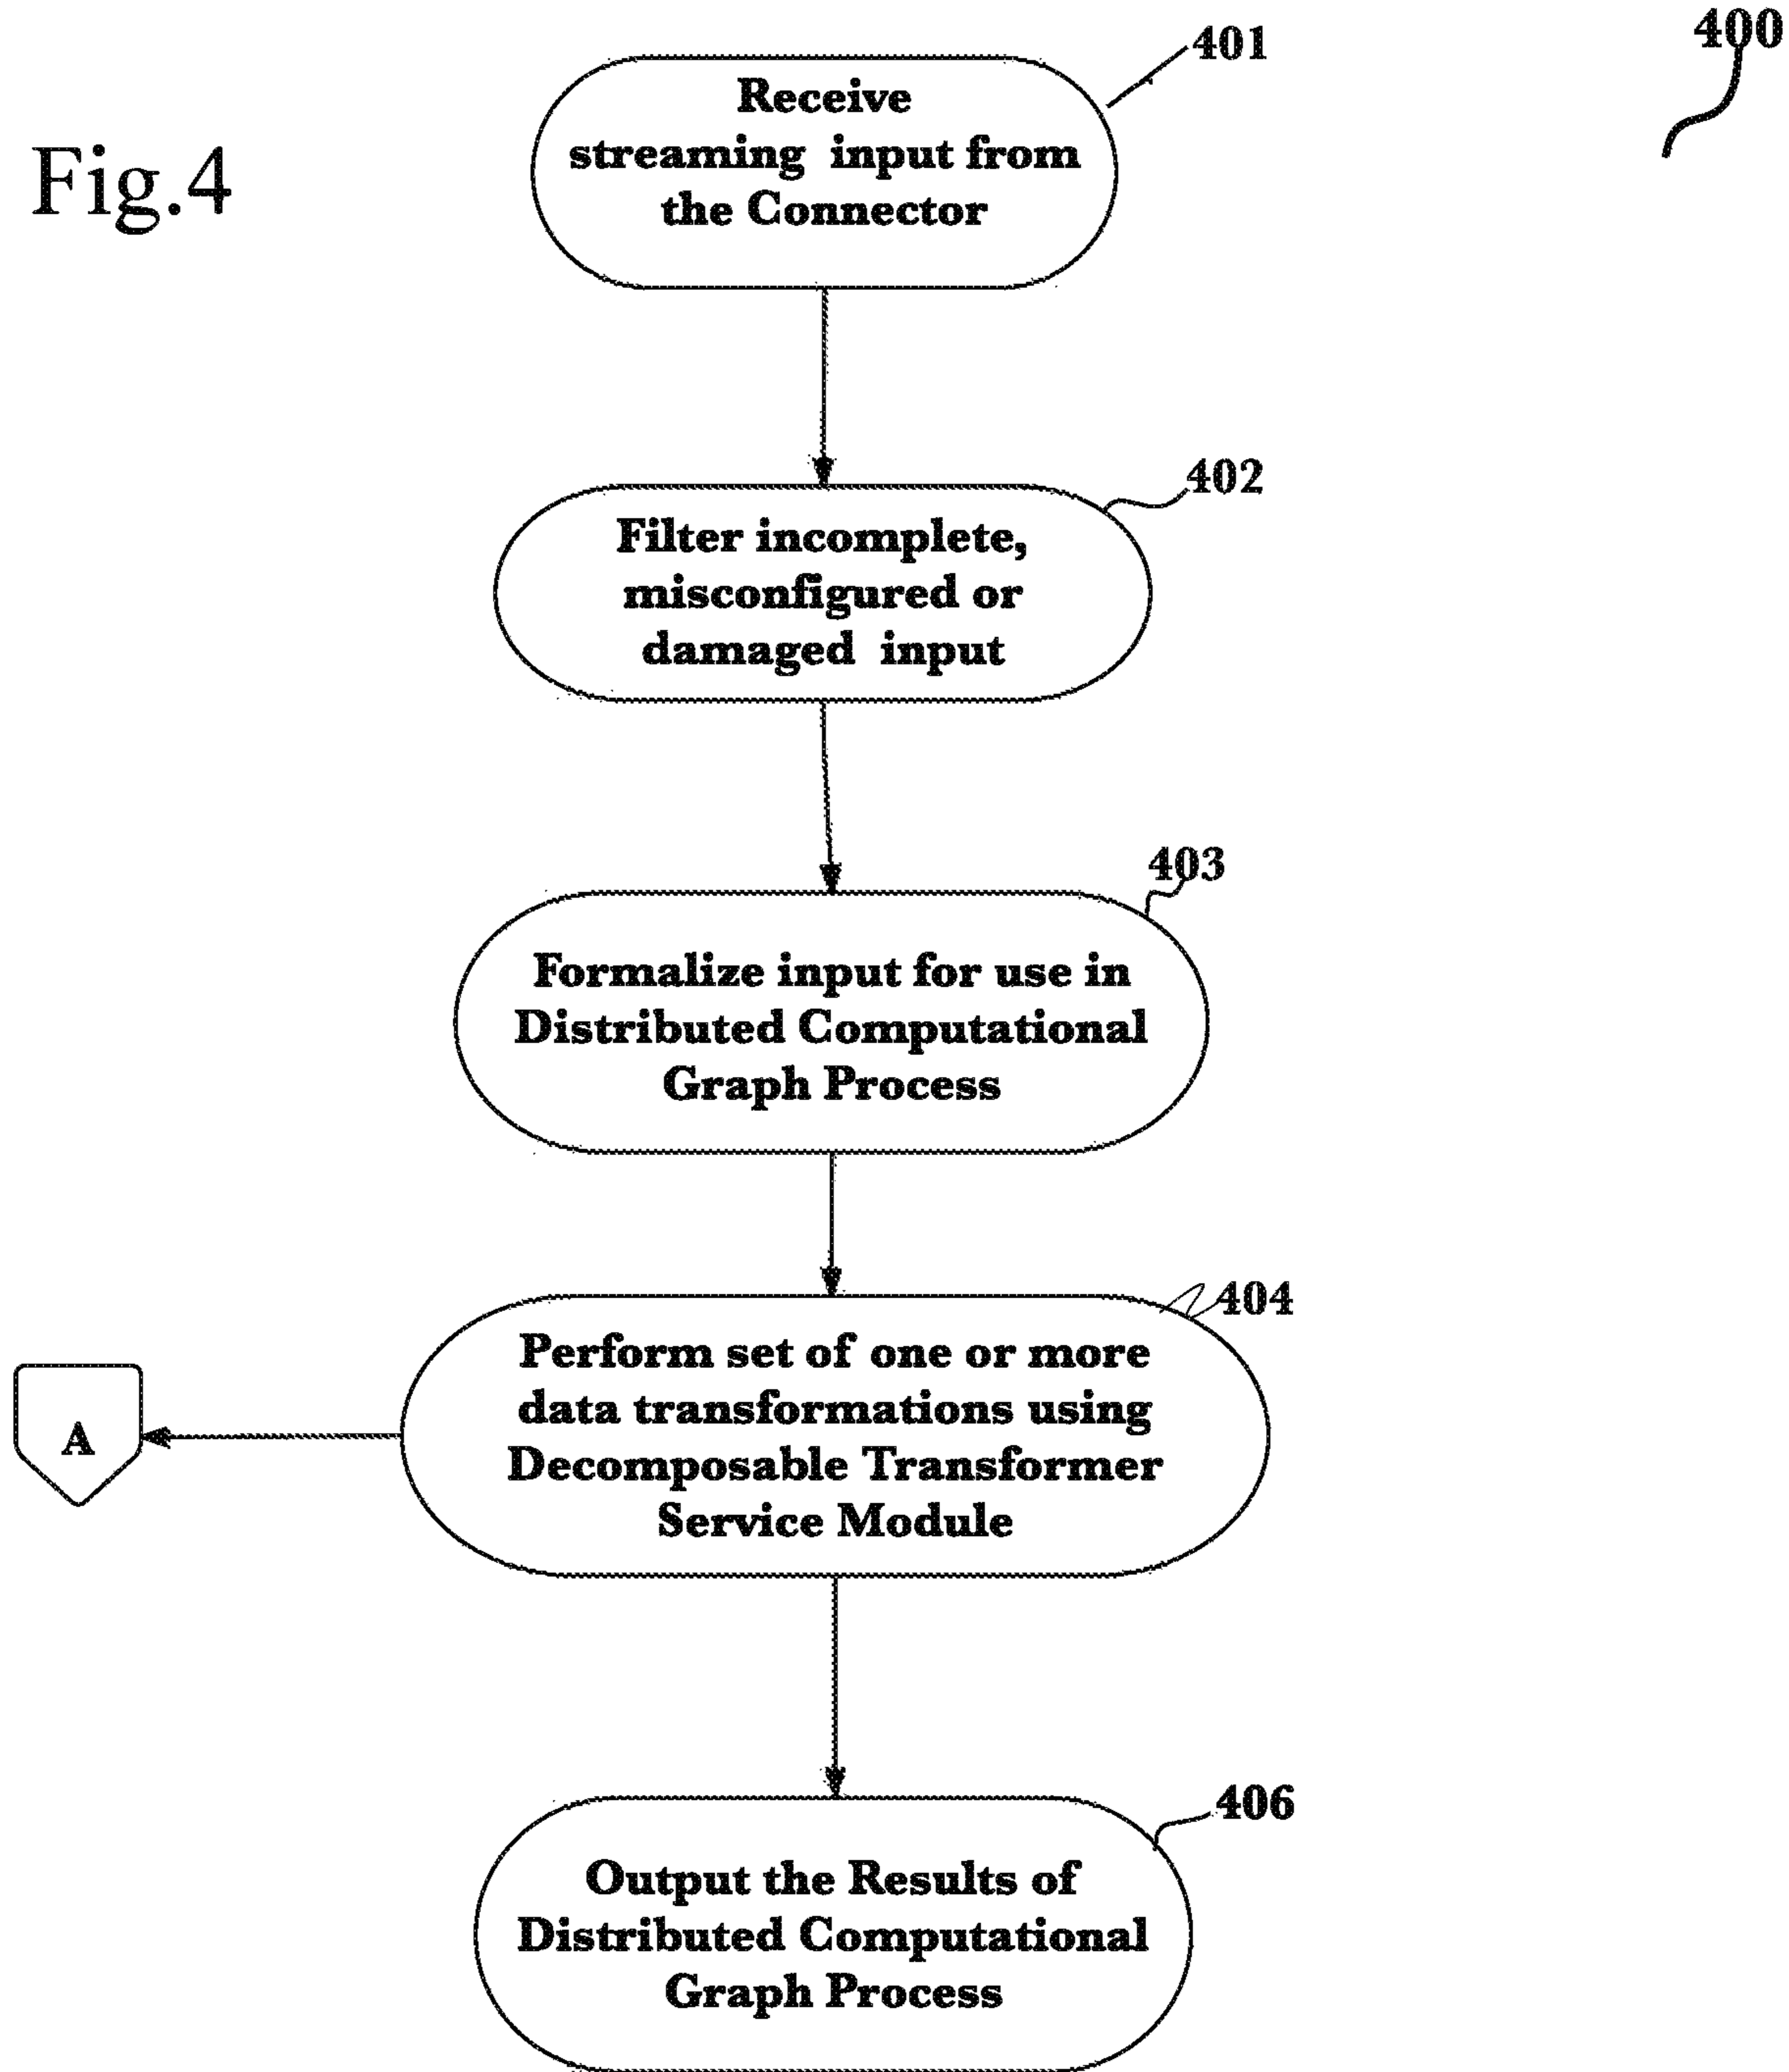 400
401
Fig.4
Receive
streaming input from
the Connector
402
Filter incomplete,
misconfigured or
damaged input
403
Formalize input for use in
Distributed Computational
Graph Process
404
Perform set of one or more
data transformations using
Decomposable Transformer
Service Module
A
406
Output the Results of
Distributed Computational
Graph Process